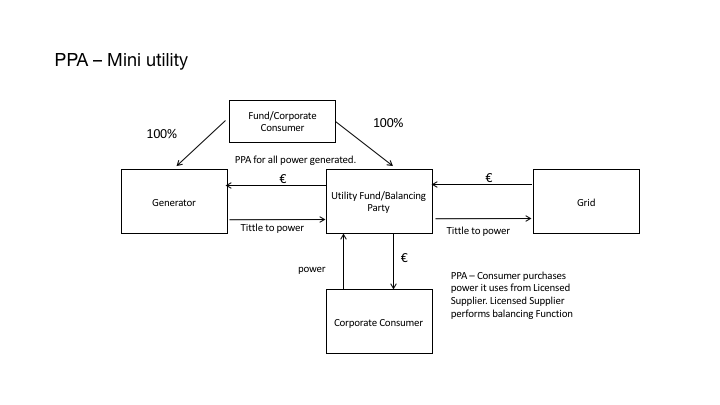 PPA – Mini utility
Fund/Corporate
Consumer
100%
100%
PPA for all power generated.
€
€
Generator
Utility Fund/Balancing
Party
Grid
Tittle to power
Tittle to power
power
€
PPA – Consumer purchases
power it uses from Licensed
Supplier. Licensed Supplier
performs balancing Function
Corporate Consumer